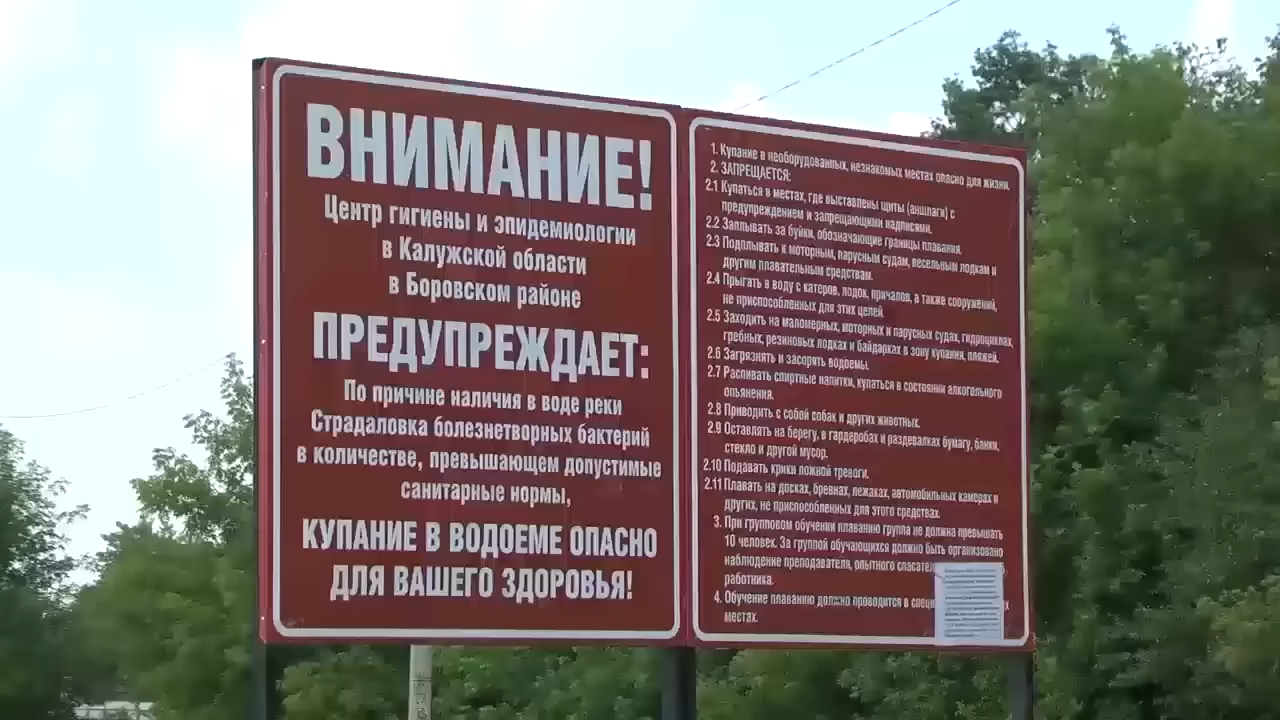 ВНИМАНИЕ!
Центр гигиены и эпидемиологии
в Калужской области
в Боровском районе
ПРЕДУПРЕЖДАЕТ:
По причине наличия в воде реки
Страдаловка болезнетворных бактерий
в количестве, превышающем допустимые
санитарные нормы,
КУПАНИЕ В ВОДОЕМЕ ОПАСНО
ДЛЯ ВАШЕГО ЗДОРОВЬЯ!
1. Купание в необорудованных, незнакомых местах опасно для жизни.
2. ЗАПРЕЩАЕТСЯ:
2.1 Купаться в местах, где выставлены щиты (аншлаги) с
предупреждением и запрещающими надписями.
2.2 Заплывать за буйки, обозначающие границы плавания.
2.3 Подплывать к моторным, парусным судам, весельным лодкам и
другим плавательным средствам.
2.4 Прыгать в воду с катеров, лодок, причалов, а также сооружений,
не приспособленных для этих целей.
2.5 Заходить на маломерных, моторных и парусных судах, гидроциклах,
гребных, резиновых лодках и байдарках в зону купания, пляжей.
2.6 Загрязнять и засорять водоемы.
2.7 Распивать спиртные напитки, купаться в состоянии алкогольного
опьянения.
2.8 Приводить с собой собак и других животных.
2.9 Оставлять на берегу, в гардеробах и раздевалках бумагу, банки,
стекло и другой мусор.
2.10 Подавать крики ложной тревоги.
2.11 Плавать на досках, бревнах, лежаках, автомобильных камерах и
других, не приспособленных для этого средствах.
3. При групповом обучении плаванию группа не должна превышать
10 человек. За группой обучающихся должно быть организовано
наблюдение преподавателя, опытного
работника.
4. Обучение плаванию должно проводится в
местах.